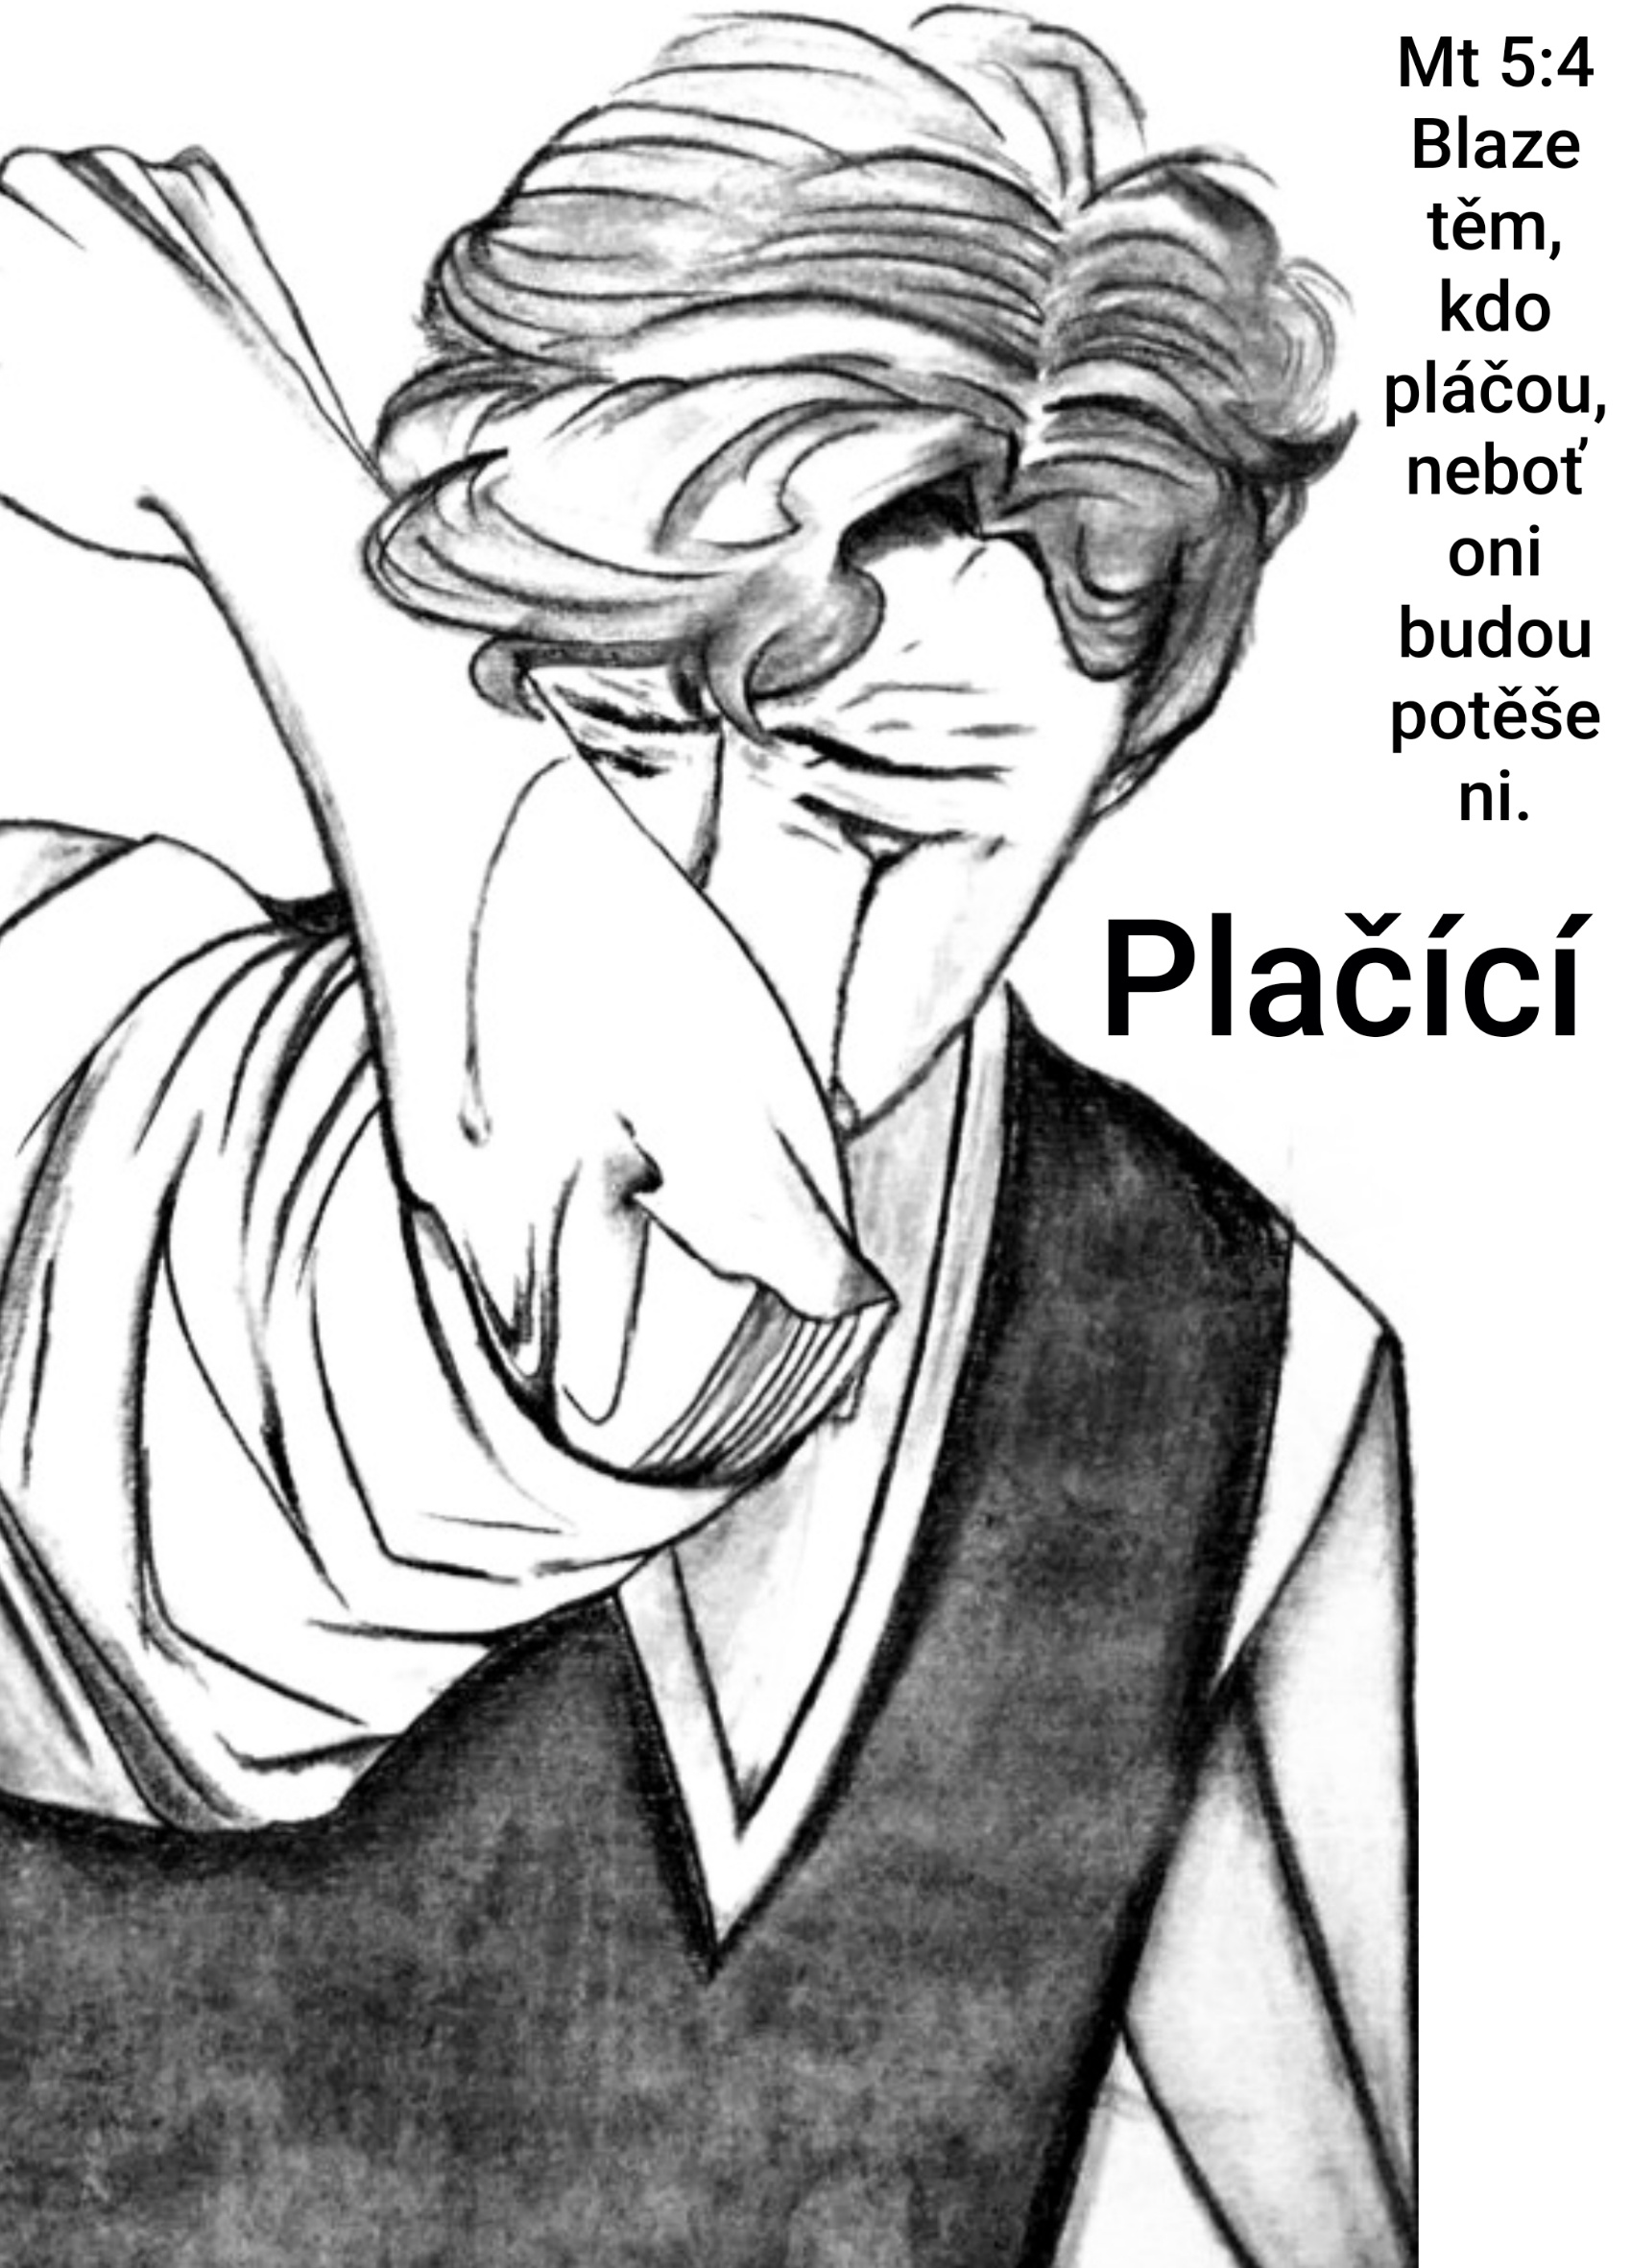 Mt 5:4
Blaze
těm,
kdo
pláčou,
neboť
oni
budou
potěše
ni.
Plačící